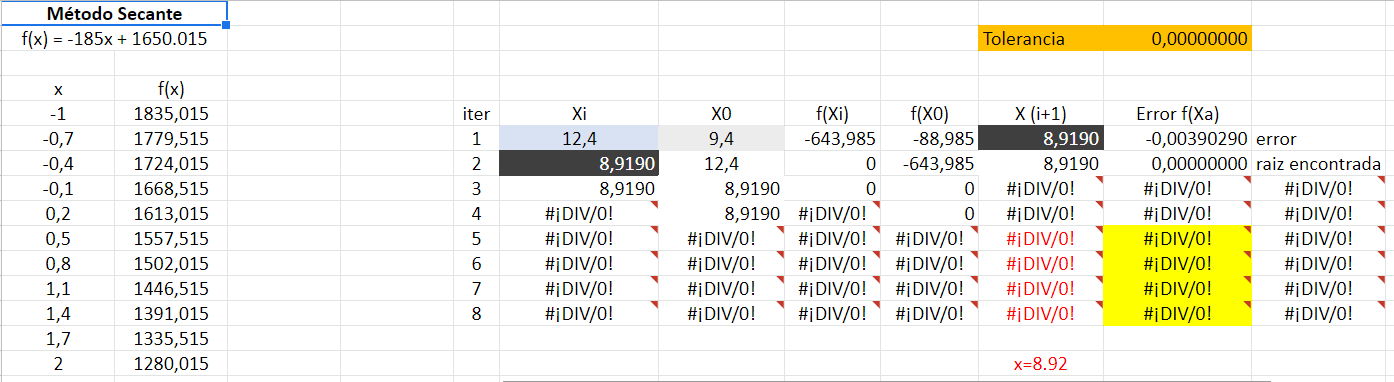 Método Secante
f(x) = -185x + 1650.015
Tolerancia 0,00000000
x f(x)
-1 1835,015 iter Xi X0 f(Xi) f(X0) X (i+1) Error f(Xa)
-0,7 1779,515 1 12,4 9,4 -643,985 -88,985 8,9190 -0,00390290 error
-0,4 1724,015 2 8,9190 12,4 0 -643,985 8,9190 0,00000000 raiz encontrada
-0,1 1668,515 3 8,9190 8,9190 0 0 #¡DIV/0! #¡DIV/0! #¡DIV/0!
0,2 1613,015 4 #¡DIV/0! 8,9190 #¡DIV/0! 0 #¡DIV/0! #¡DIV/0! #¡DIV/0!
0,5 1557,515 5 #¡DIV/0! #¡DIV/0! #¡DIV/0! #¡DIV/0! #¡DIV/0! #¡DIV/0! #¡DIV/0!
0,8 1502,015 6 #¡DIV/0! #¡DIV/0! #¡DIV/0! #¡DIV/0! #¡DIV/0! #¡DIV/0! #¡DIV/0!
1,1 1446,515 7 #¡DIV/0! #¡DIV/0! #¡DIV/0! #¡DIV/0! #¡DIV/0! #¡DIV/0! #¡DIV/0!
1,4 1391,015 8 #¡DIV/0! #¡DIV/0! #¡DIV/0! #¡DIV/0! #¡DIV/0! #¡DIV/0! #¡DIV/0!
1,7 1335,515
2 1280,015 x=8.92